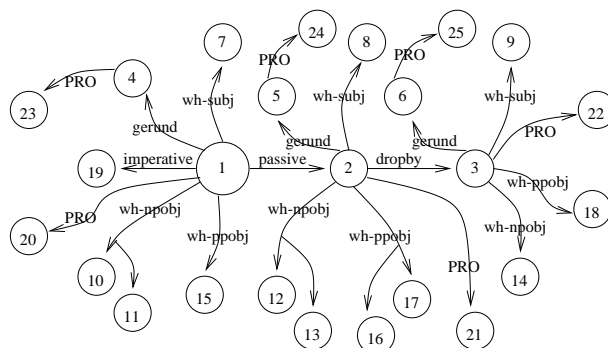 7 24 8 25 9
PRO 4 PRO PRO
23 5 6 22
wh-subj wh-subj wh-subj PRO
gerund gerund gerund
19 imperative 1 passive 2 dropby 3
wh-ppobj 18
PRO wh-npobj wh-npobj wh-npobj
20 wh-ppobj wh-ppobj
10 15 12 17 PRO 14
11 13 16 21